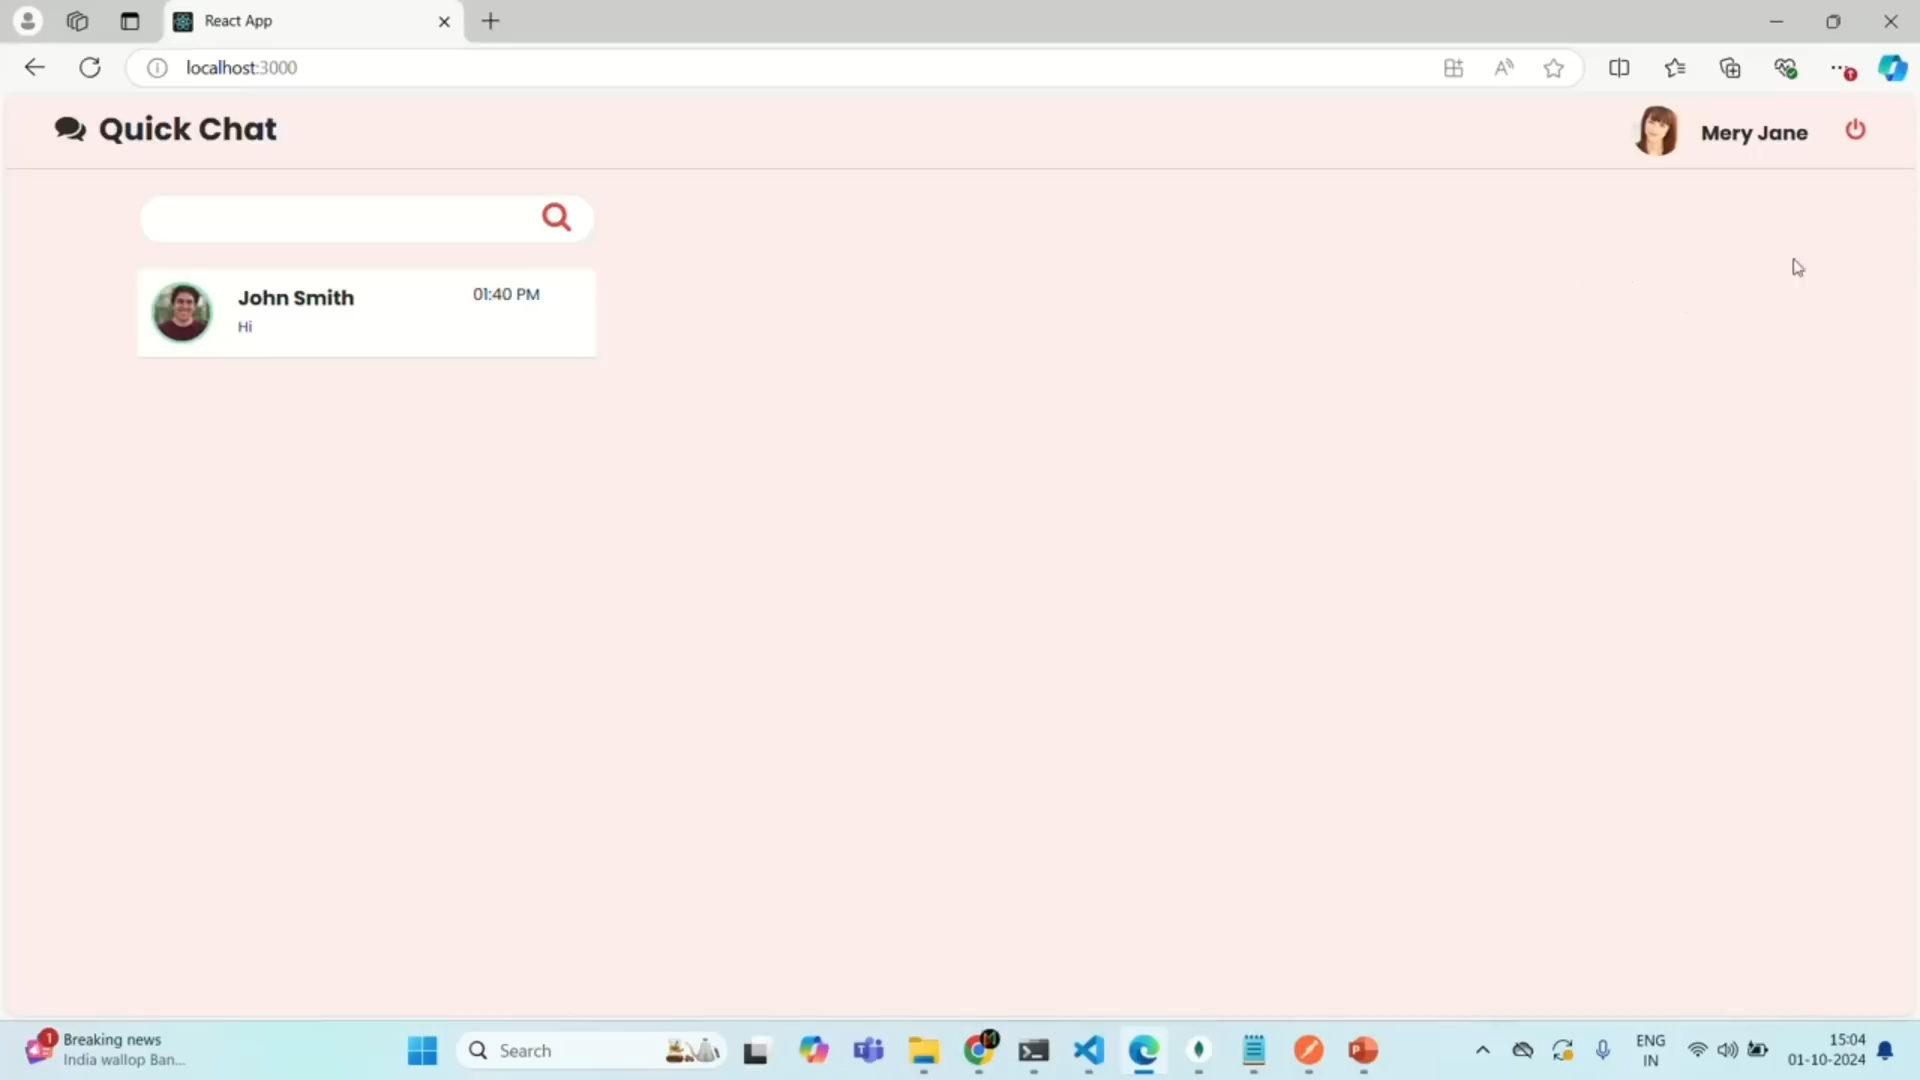 React App
localhost:3000
Quick Chat
Mery Jane
John Smith
01:40 PM
Hi
1
Breaking news
India wallop Ban...
Search
ENG
IN
15:04
01-10-2024